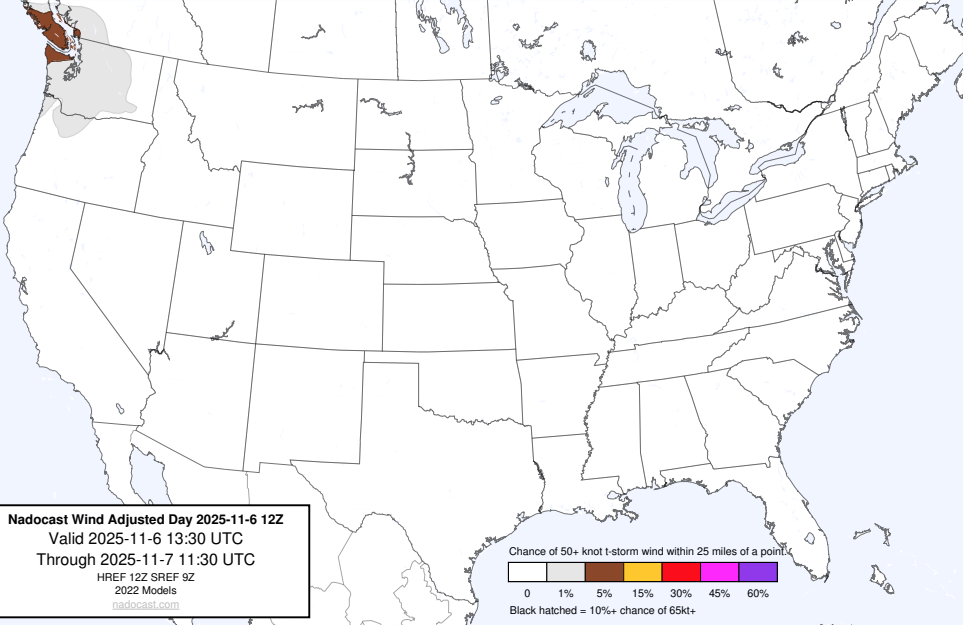 Nadocast Wind Adjusted Day 2025-11-6 12Z
Valid 2025-11-6 13:30 UTC
Through 2025-11-7 11:30 UTC
HREF 12Z SREF 9Z
2022 Models
nadocast.com
Chance of 50+ knot t-storm wind within 25 miles of a point.
0 1% 5% 15% 30% 45% 60%
Black hatched = 10%+ chance of 65kt+